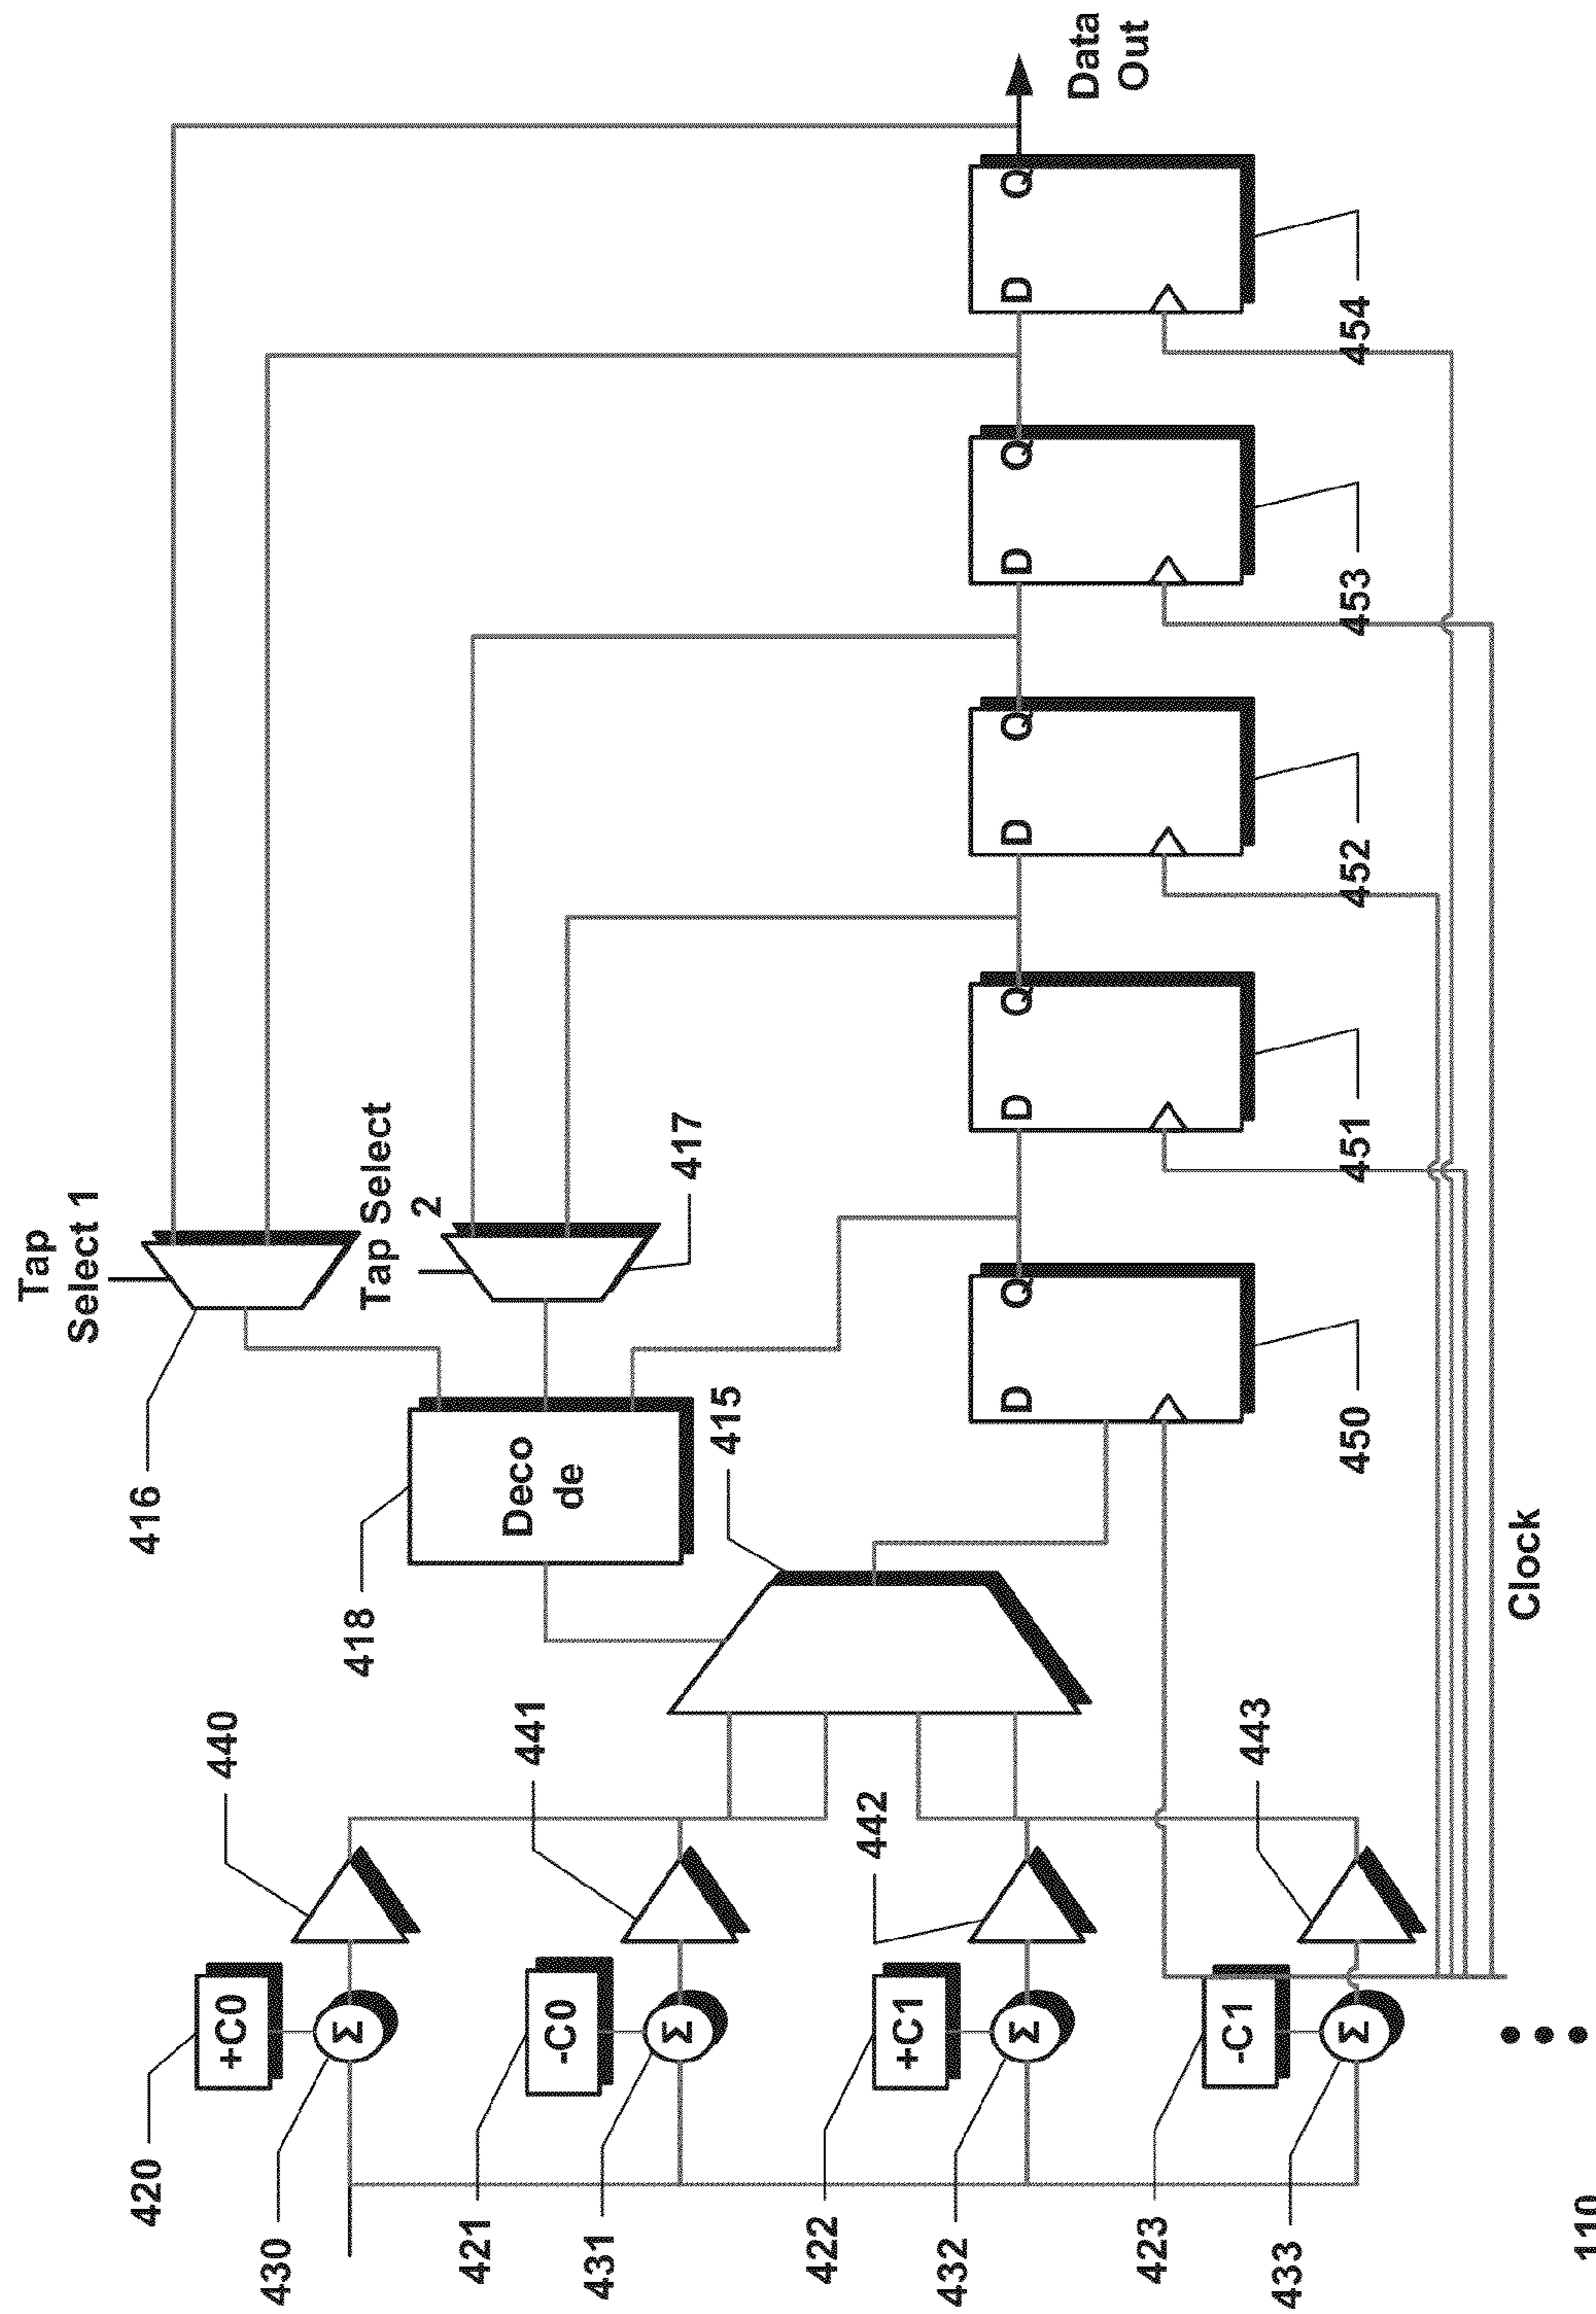 Tap
Select 1
416
Tap Select
2
417
418
Deco
de
415
420
+C0
430
Σ
440
421
-C0
431
Σ
441
422
+C1
432
Σ
442
423
-C1
433
Σ
443
D
Q
450
D
Q
451
D
Q
452
D
Q
453
D
Q
454
Data
Out
Clock